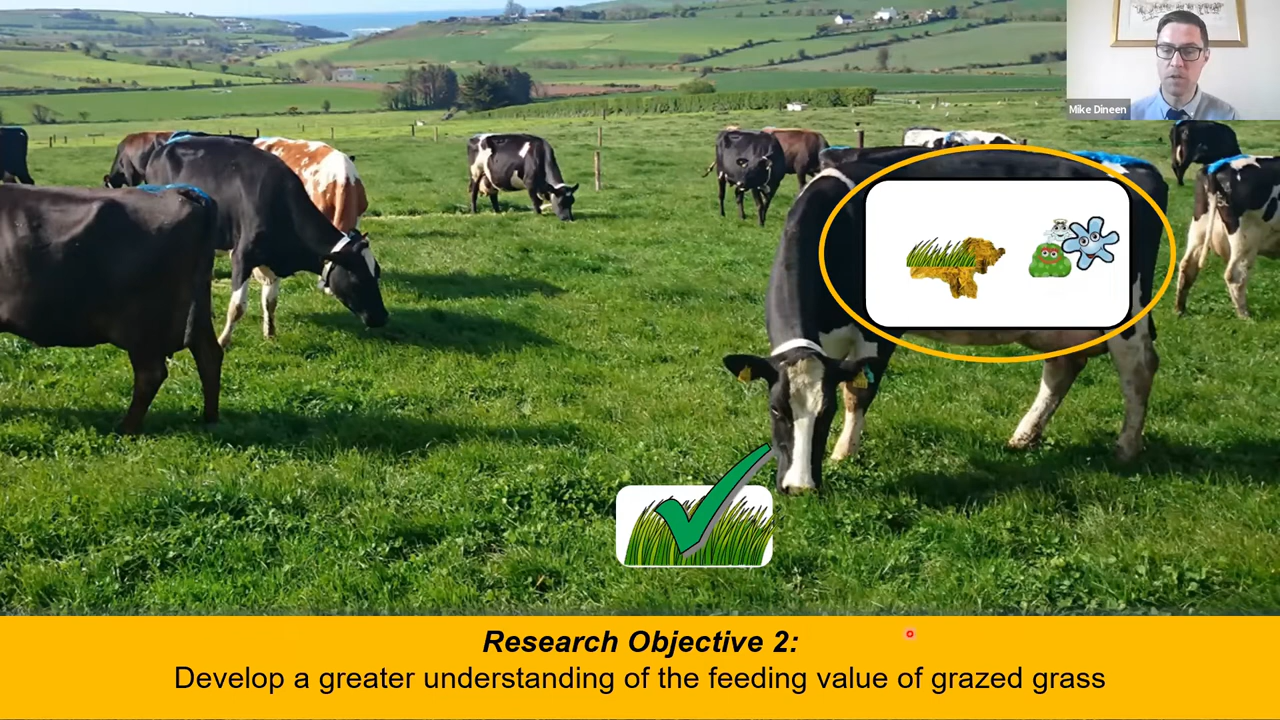 Mike Dineen
Research Objective 2:
Develop a greater understanding of the feeding value of grazed grass